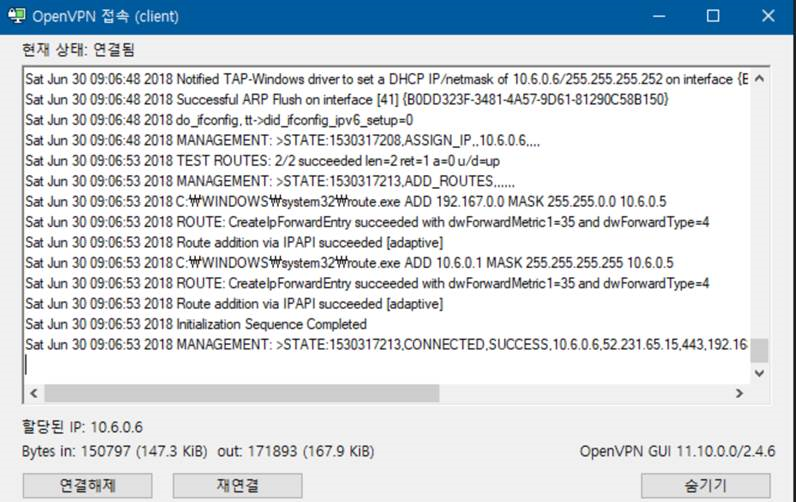 OpenVPN 접속 (client)
현재 상태: 연결됨
Sat Jun 30 09:06:48 2018 Notified TAP-Windows driver to set a DHCP IP/netmask of 10.6.0.6/255.255.255.252 on interface {E
Sat Jun 30 09:06:48 2018 Successful ARP Flush on interface [41] {B0DD323F-3481-4A57-9D61-81290C58B150}
Sat Jun 30 09:06:48 2018 do_ifconfig, tt->did_ifconfig_ipv6_setup=0
Sat Jun 30 09:06:48 2018 MANAGEMENT: >STATE:1530317208,ASSIGN_IP,,10.6.0.6,,,,
Sat Jun 30 09:06:53 2018 TEST ROUTES: 2/2 succeeded len=2 ret=1 a=0 u/d=up
Sat Jun 30 09:06:53 2018 MANAGEMENT: >STATE:1530317213,ADD_ROUTES,,,,,,
Sat Jun 30 09:06:53 2018 C:₩WINDOWS₩system32₩route.exe ADD 192.167.0.0 MASK 255.255.0.0 10.6.0.5
Sat Jun 30 09:06:53 2018 ROUTE: CreateIpForwardEntry succeeded with dwForwardMetric1=35 and dwForwardType=4
Sat Jun 30 09:06:53 2018 Route addition via IPAPI succeeded [adaptive]
Sat Jun 30 09:06:53 2018 C:₩WINDOWS₩system32₩route.exe ADD 10.6.0.1 MASK 255.255.255.255 10.6.0.5
Sat Jun 30 09:06:53 2018 ROUTE: CreateIpForwardEntry succeeded with dwForwardMetric1=35 and dwForwardType=4
Sat Jun 30 09:06:53 2018 Route addition via IPAPI succeeded [adaptive]
Sat Jun 30 09:06:53 2018 Initialization Sequence Completed
Sat Jun 30 09:06:53 2018 MANAGEMENT: >STATE:1530317213,CONNECTED,SUCCESS,10.6.0.6,52.231.65.15,443,192.16
할당된 IP: 10.6.0.6
Bytes in: 150797 (147.3 KiB) out: 171893 (167.9 KiB) OpenVPN GUI 11.10.0.0/2.4.6
연결해제 재연결 숨기기